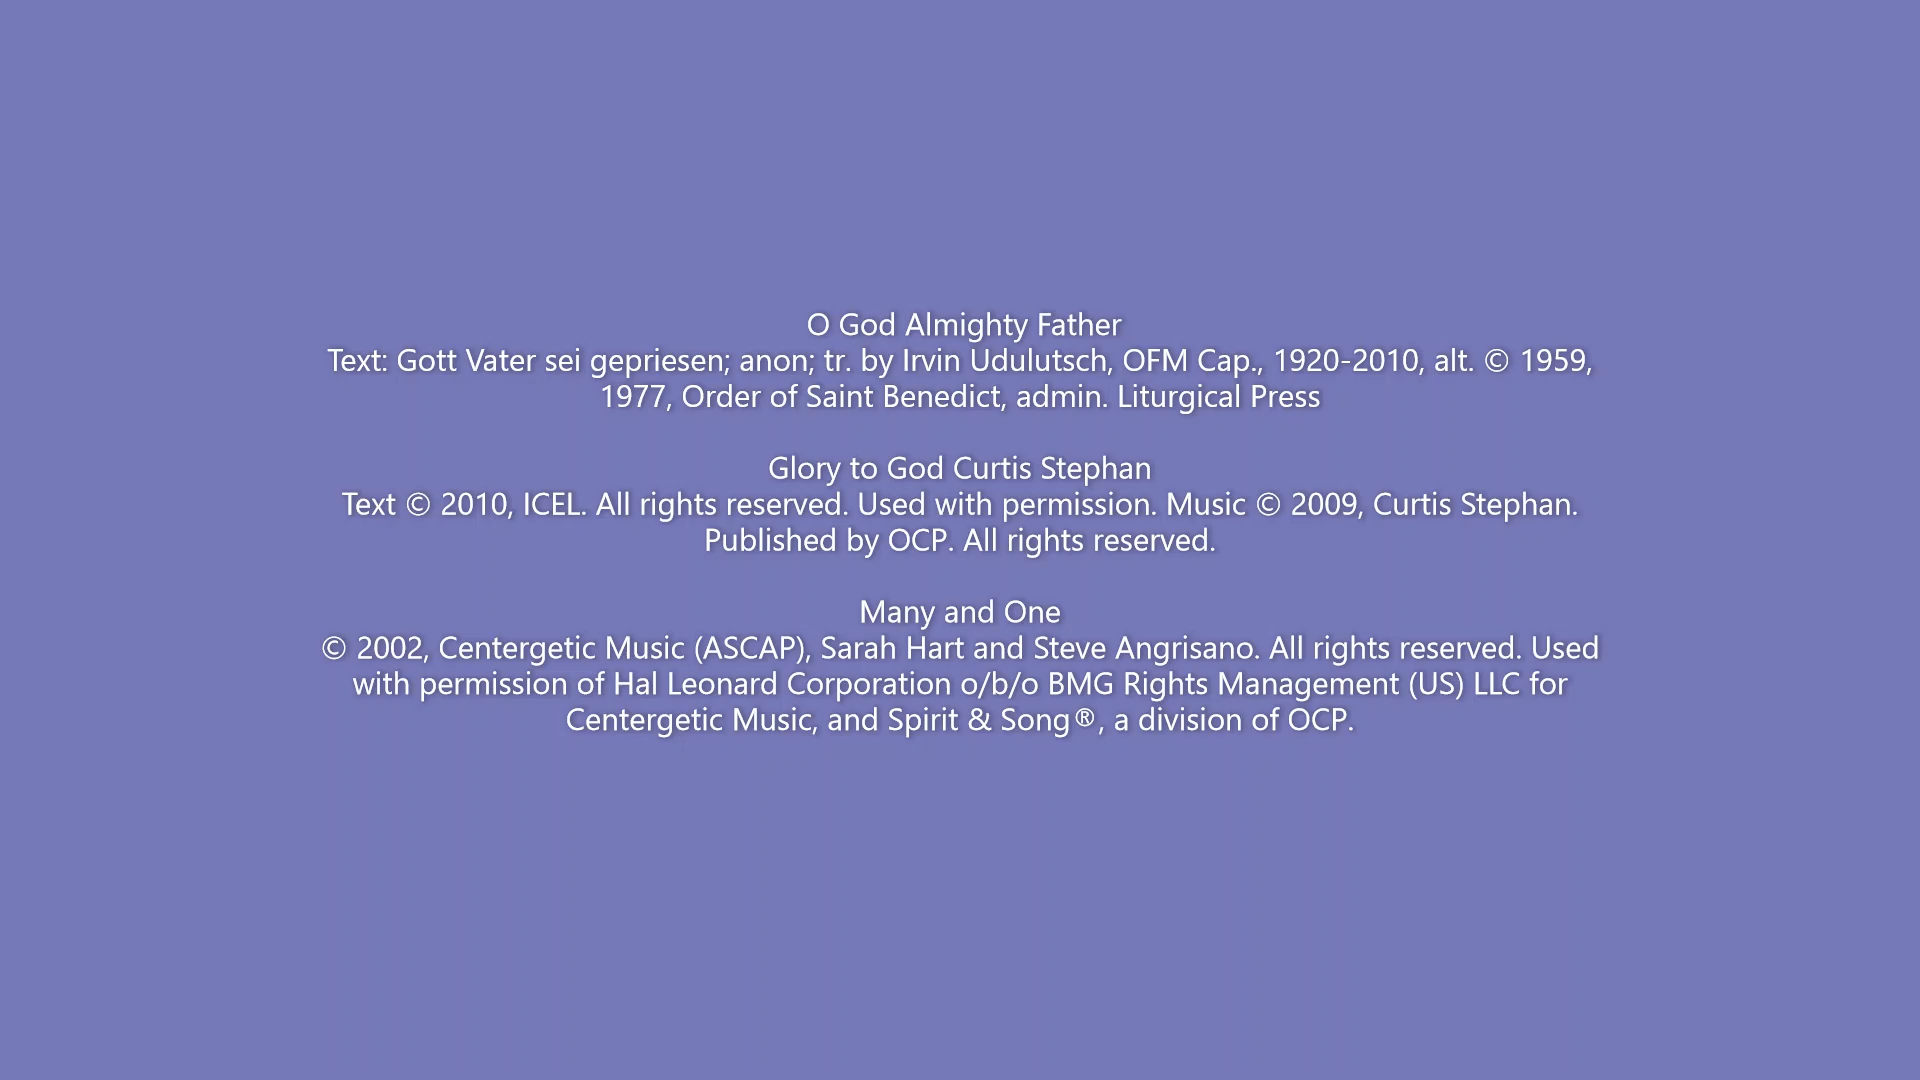 O God Almighty Father
Text: Gott Vater sei gepriesen; anon; tr. by Irvin Udulutsch, OFM Cap., 1920-2010, alt. © 1959,
1977, Order of Saint Benedict, admin. Liturgical Press
Glory to God Curtis Stephan
Text © 2010, ICEL. All rights reserved. Used with permission. Music © 2009, Curtis Stephan.
Published by OCP. All rights reserved.
Many and One
© 2002, Centergetic Music (ASCAP), Sarah Hart and Steve Angrisano. All rights reserved. Used
with permission of Hal Leonard Corporation o/b/o BMG Rights Management (US) LLC for
Centergetic Music, and Spirit & Song®, a division of OCP.